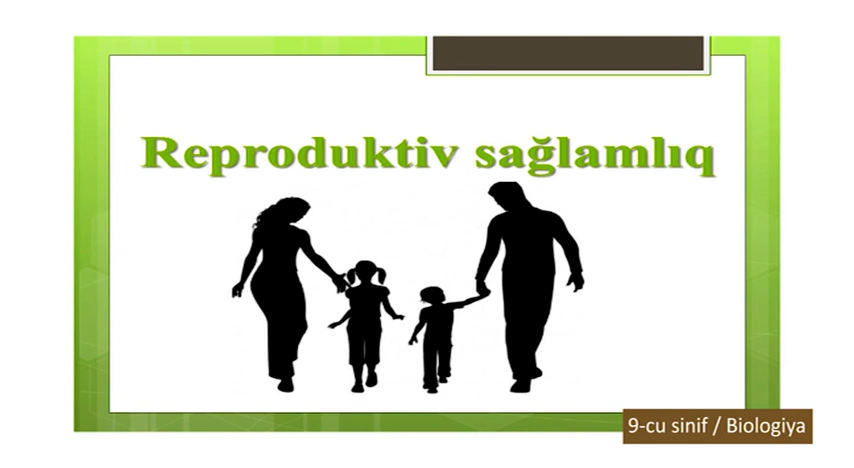 Reproduktiv sağlamlıq
9-cu sinif / Biologiya